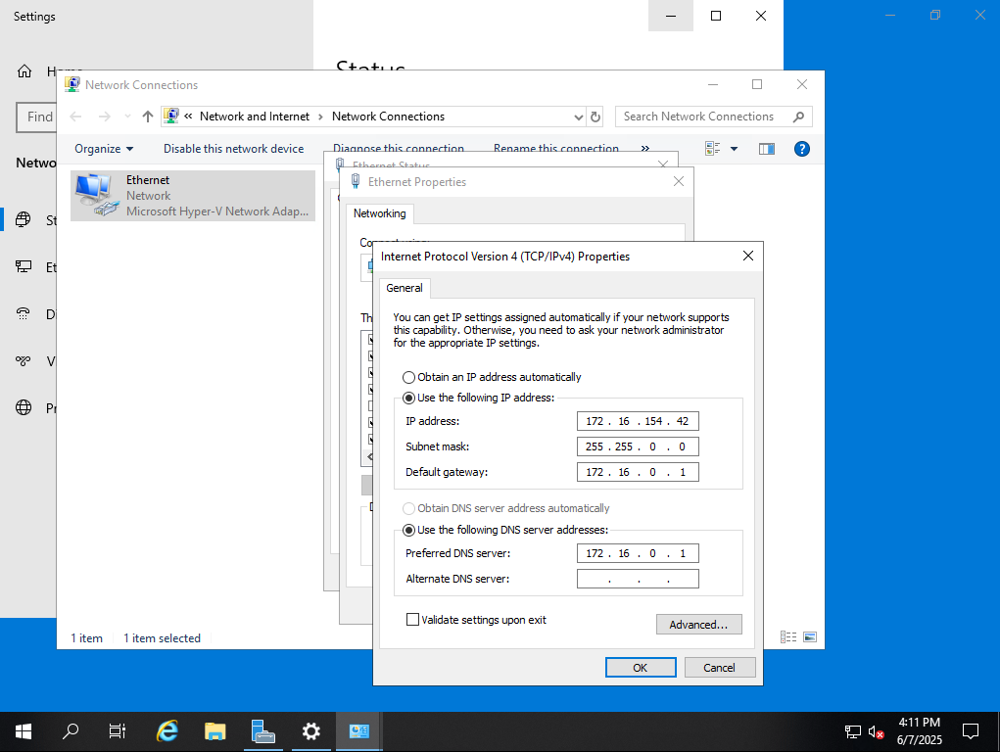 Settings
Home
Find
Status
Network Connections
« Network and Internet › Network Connections
Search Network Connections
Organize
Disable this network device
Diagnose this connection
Rename this connection
»
Ethernet
Network
Microsoft Hyper-V Network Adap...
Ethernet Status
Ethernet Properties
Networking
Connect using:
Internet Protocol Version 4 (TCP/IPv4) Properties
General
You can get IP settings assigned automatically if your network supports
this capability. Otherwise, you need to ask your network administrator
for the appropriate IP settings.
Obtain an IP address automatically
Use the following IP address:
IP address: 172 . 16 . 154 . 42
Subnet mask: 255 . 255 . 0 . 0
Default gateway: 172 . 16 . 0 . 1
Obtain DNS server address automatically
Use the following DNS server addresses:
Preferred DNS server: 172 . 16 . 0 . 1
Alternate DNS server: . . .
Validate settings upon exit
Advanced...
OK
Cancel
1 item
1 item selected
4:11 PM
6/7/2025